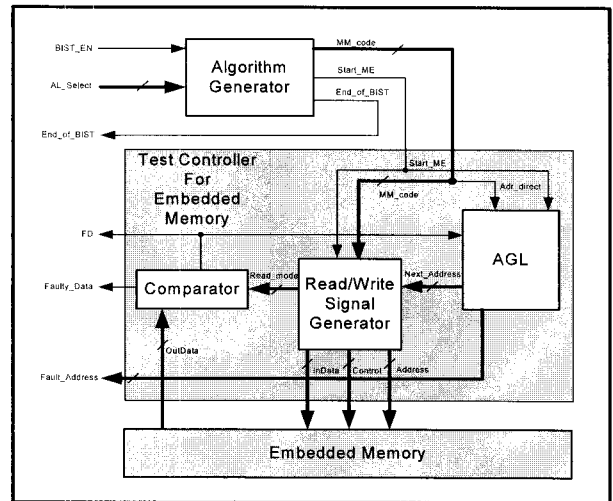 BIST_EN
MM_code
Algorithm
Generator
Start_ME
AL_Select
End_of_BIST
End_of_BIST
Test Controller
For
Embedded
Memory
Start_ME
MM_code
Adr_direct
FD
AGL
Comparator
Read_mode
Read/Write
Signal
Generator
Next_Address
Faulty_Data
OutData
InData
Control
Address
Fault_Address
Embedded Memory